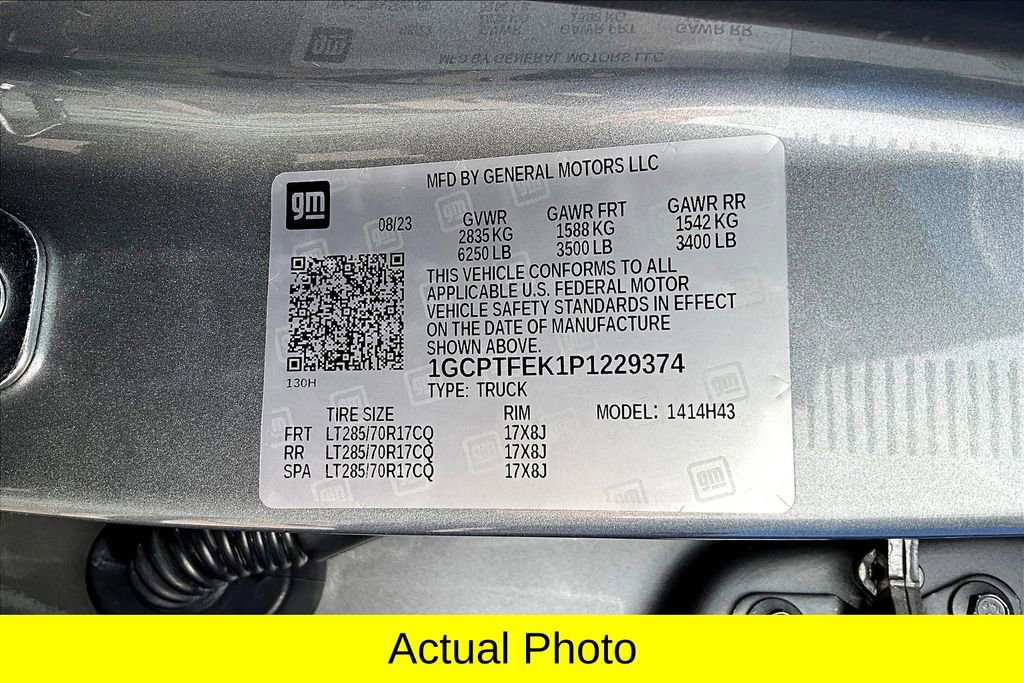 MFD BY GENERAL MOTORS LLC
gm
08/23
GVWR GAWR FRT GAWR RR
2835 KG 1588 KG 1542 KG
6250 LB 3500 LB 3400 LB
THIS VEHICLE CONFORMS TO ALL
APPLICABLE U.S. FEDERAL MOTOR
VEHICLE SAFETY STANDARDS IN EFFECT
ON THE DATE OF MANUFACTURE
SHOWN ABOVE.
1GCPTFEK1P1229374
130H
TYPE: TRUCK
TIRE SIZE RIM MODEL: 1414H43
FRT LT285/70R17CQ 17X8J
RR LT285/70R17CQ 17X8J
SPA LT285/70R17CQ 17X8J
Actual Photo